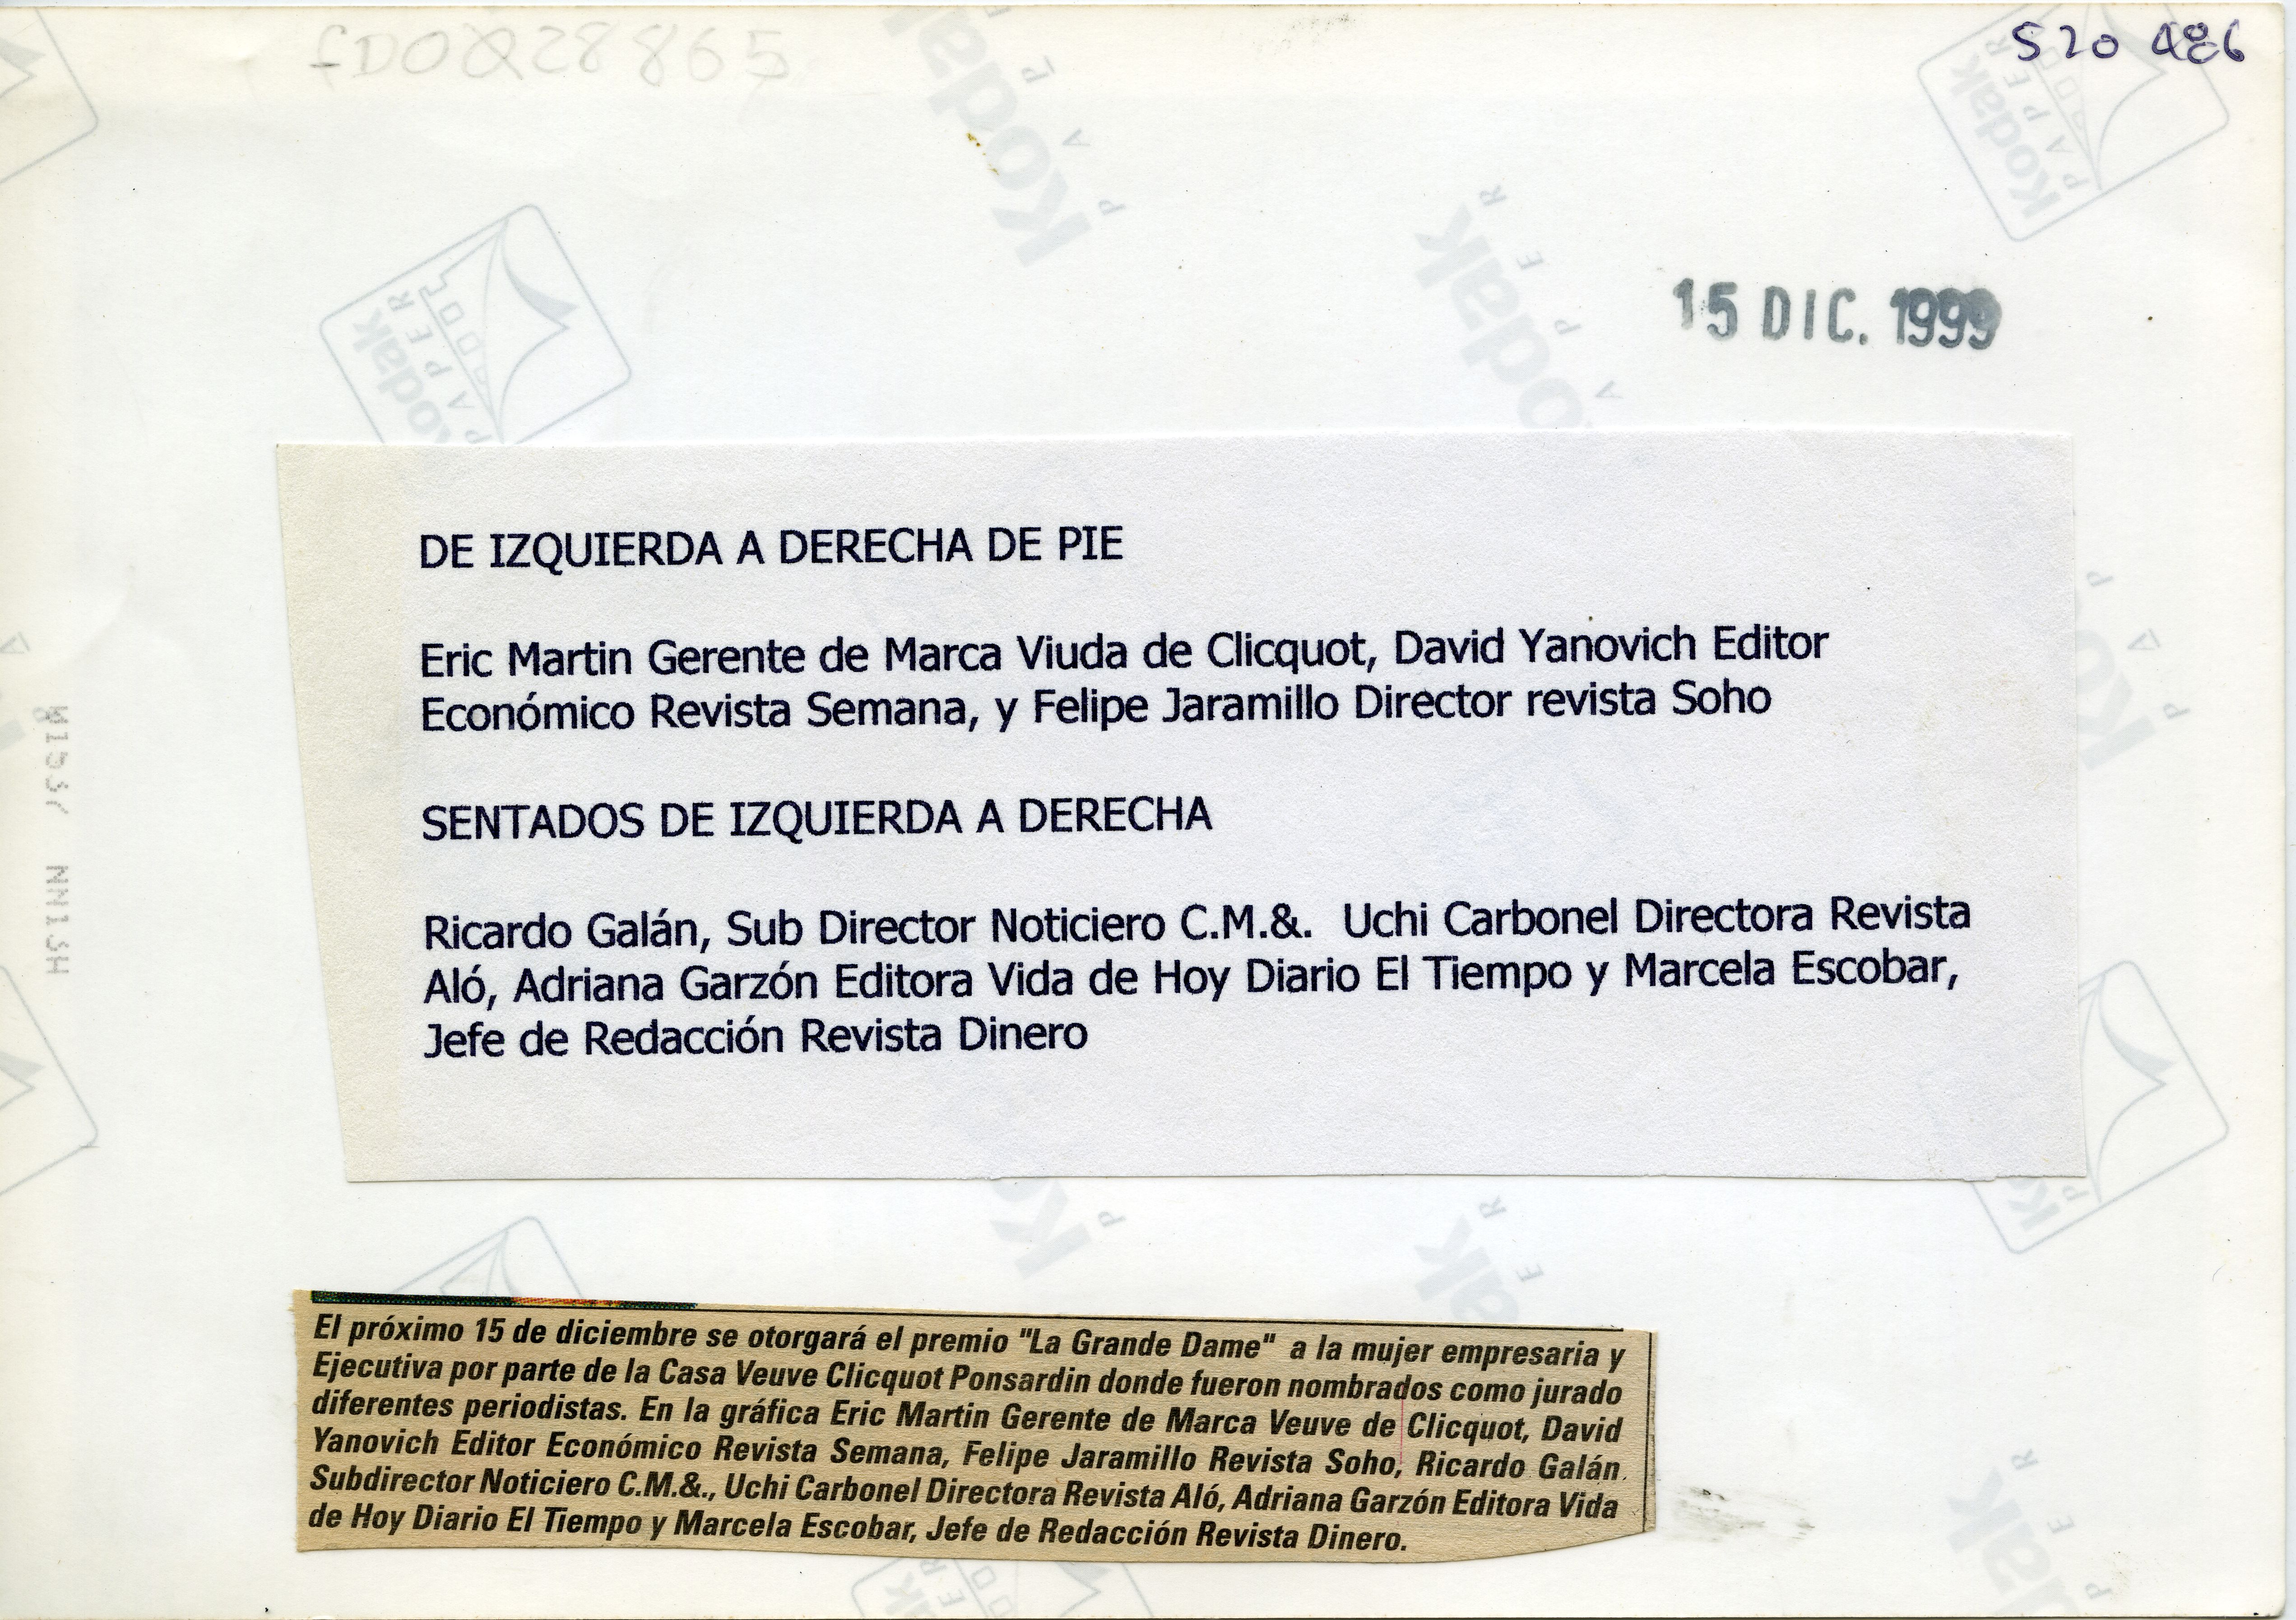 fD0028865
S20 486
15 DIC. 1999
DE IZQUIERDA A DERECHA DE PIE
Eric Martin Gerente de Marca Viuda de Clicquot, David Yanovich Editor
Económico Revista Semana, y Felipe Jaramillo Director revista Soho
SENTADOS DE IZQUIERDA A DERECHA
Ricardo Galán, Sub Director Noticiero C.M.&. Uchi Carbonel Directora Revista
Aló, Adriana Garzón Editora Vida de Hoy Diario El Tiempo y Marcela Escobar,
Jefe de Redacción Revista Dinero
El próximo 15 de diciembre se otorgará el premio "La Grande Dame" a la mujer empresaria y
Ejecutiva por parte de la Casa Veuve Clicquot Ponsardin donde fueron nombrados como jurado
diferentes periodistas. En la gráfica Eric Martin Gerente de Marca Veuve de Clicquot, David
Yanovich Editor Económico Revista Semana, Felipe Jaramillo Revista Soho, Ricardo Galán
Subdirector Noticiero C.M.&., Uchi Carbonel Directora Revista Aló, Adriana Garzón Editora Vida
de Hoy Diario El Tiempo y Marcela Escobar, Jefe de Redacción Revista Dinero.
Kodak
PAPER